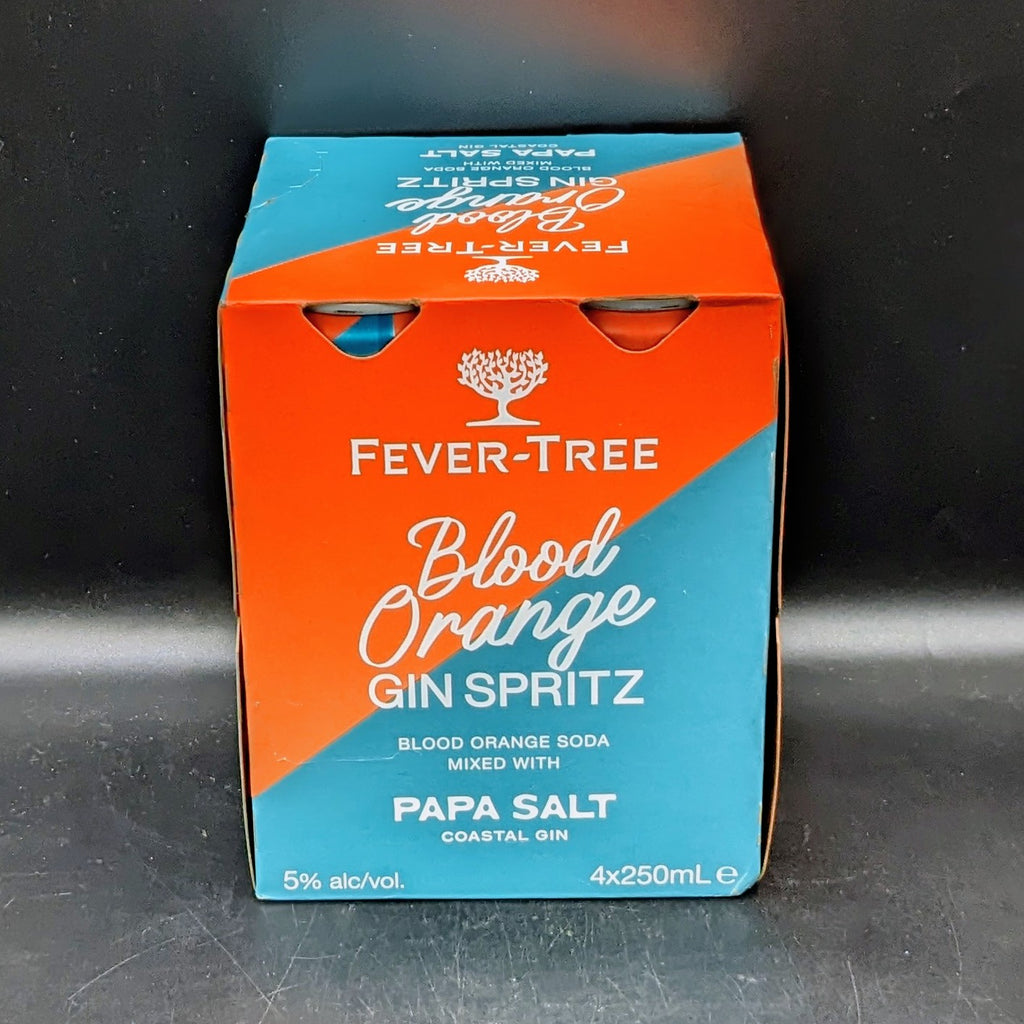 PAPA SALT
COASTAL GIN
BLOOD ORANGE SODA
MIXED WITH
GIN SPRITZ
Blood
Orange
FEVER-TREE
FEVER-TREE
Blood
Orange
GIN SPRITZ
BLOOD ORANGE SODA
MIXED WITH
PAPA SALT
COASTAL GIN
5% alc/vol.
4x250mL e